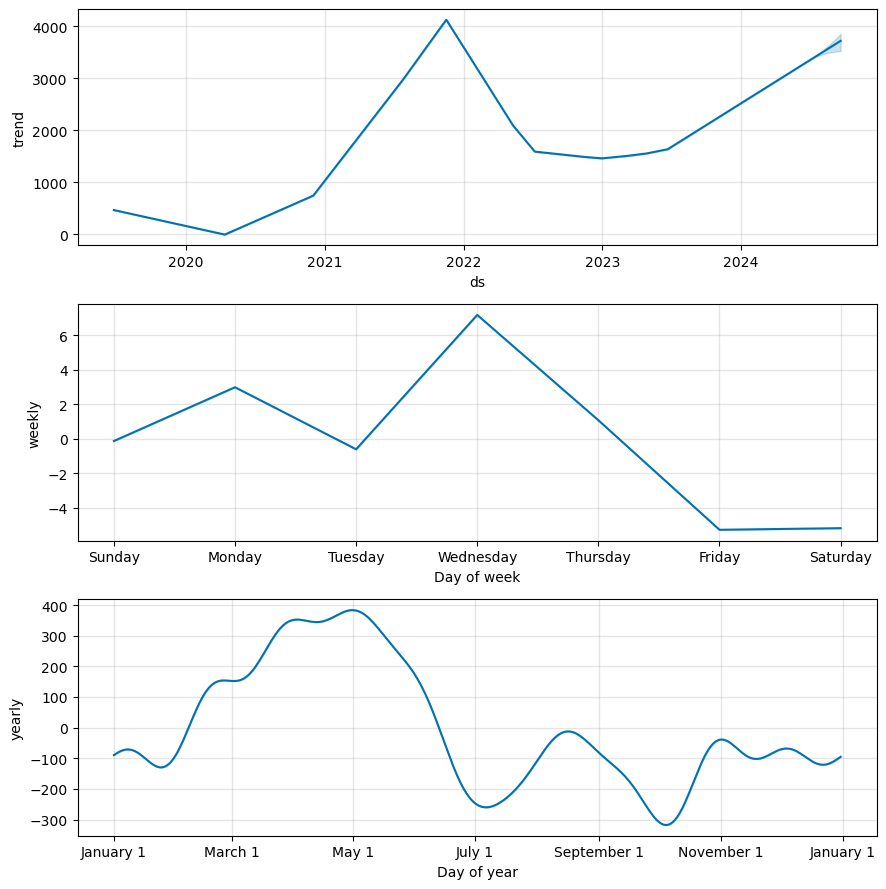 4000
3000
2000
1000
0
trend
2020 2021 2022 2023 2024
ds
6
4
2
0
−2
−4
weekly
Sunday Monday Tuesday Wednesday Thursday Friday Saturday
Day of week
400
300
200
100
0
−100
−200
−300
yearly
January 1 March 1 May 1 July 1 September 1 November 1 January 1
Day of year